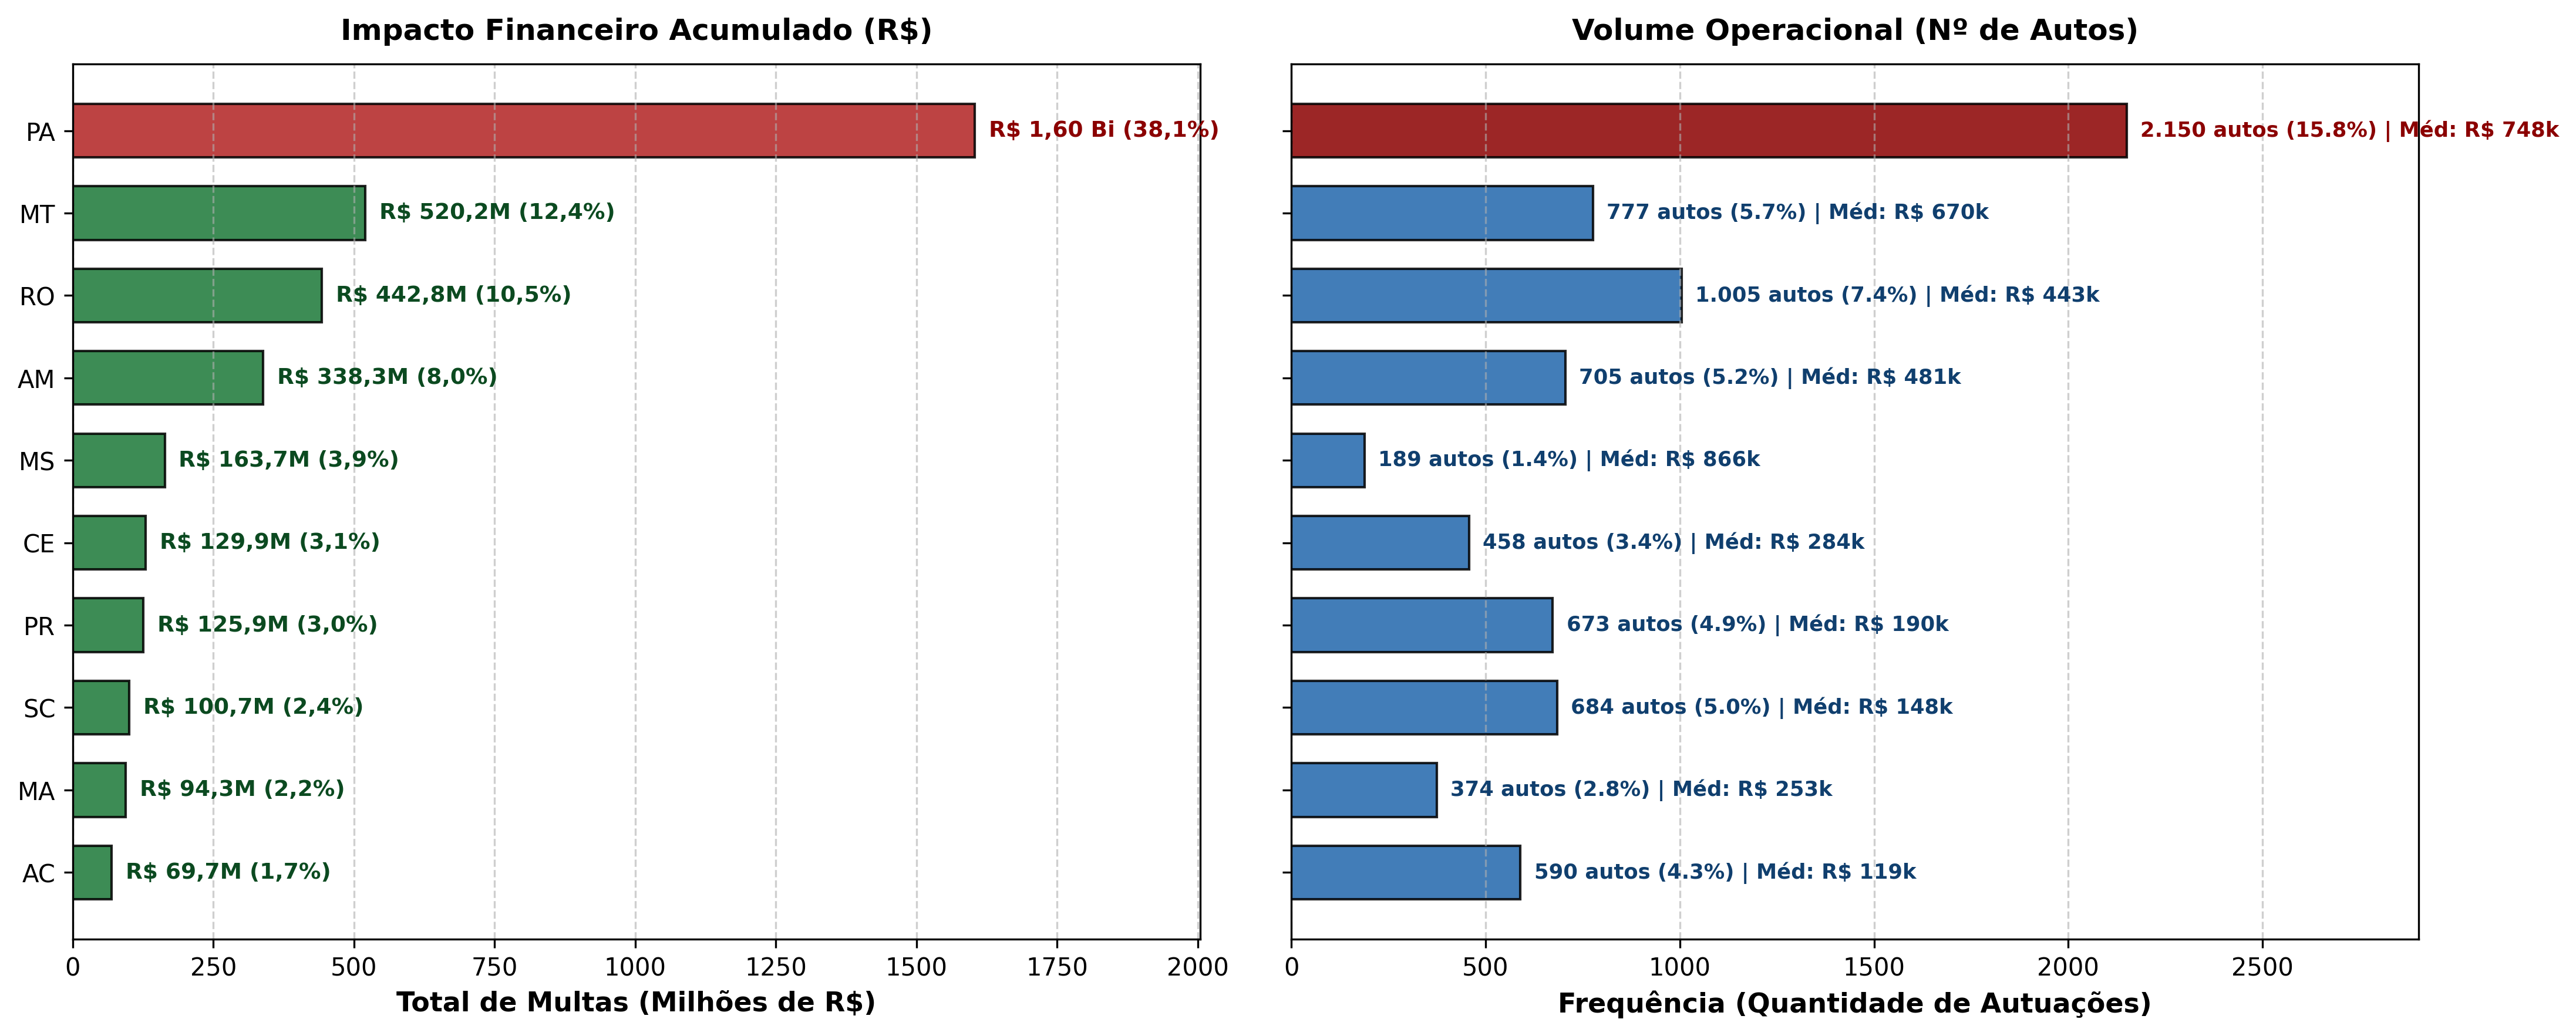 Impacto Financeiro Acumulado (R$)
PA
R$ 1,60 Bi (38,1%)
MT
R$ 520,2M (12,4%)
RO
R$ 442,8M (10,5%)
AM
R$ 338,3M (8,0%)
MS
R$ 163,7M (3,9%)
CE
R$ 129,9M (3,1%)
PR
R$ 125,9M (3,0%)
SC
R$ 100,7M (2,4%)
MA
R$ 94,3M (2,2%)
AC
R$ 69,7M (1,7%)
0 250 500 750 1000 1250 1500 1750 2000
Total de Multas (Milhões de R$)
Volume Operacional (Nº de Autos)
2.150 autos (15.8%) | Méd: R$ 748k
777 autos (5.7%) | Méd: R$ 670k
1.005 autos (7.4%) | Méd: R$ 443k
705 autos (5.2%) | Méd: R$ 481k
189 autos (1.4%) | Méd: R$ 866k
458 autos (3.4%) | Méd: R$ 284k
673 autos (4.9%) | Méd: R$ 190k
684 autos (5.0%) | Méd: R$ 148k
374 autos (2.8%) | Méd: R$ 253k
590 autos (4.3%) | Méd: R$ 119k
0 500 1000 1500 2000 2500
Frequência (Quantidade de Autuações)